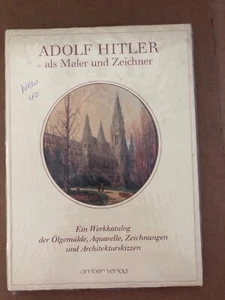 ADOLF HITLER
als Maler und Zeichner
Ein Werkkatalog
der Ölgemälde, Aquarelle, Zeichnungen
und Architekturskizzen
amber verlag